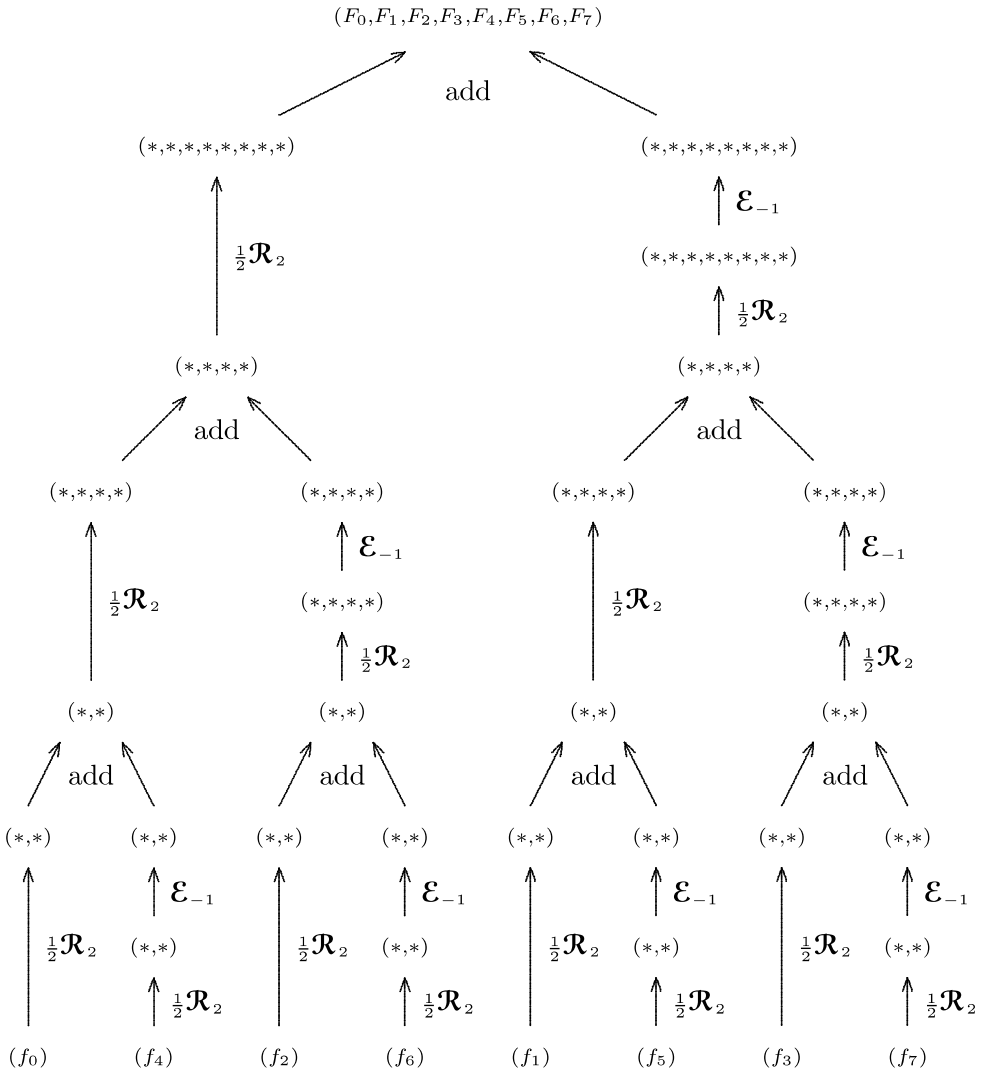 (F₀,F₁,F₂,F₃,F₄,F₅,F₆,F₇)
add
(*,*,*,*,*,*,*,*) (*,*,*,*,*,*,*,*)
ℰ₋₁
½ℛ₂ (*,*,*,*,*,*,*,*)
½ℛ₂
(*,*,*,*) (*,*,*,*)
add add
(*,*,*,*) (*,*,*,*) (*,*,*,*) (*,*,*,*)
ℰ₋₁ ℰ₋₁
½ℛ₂ (*,*,*,*) ½ℛ₂ (*,*,*,*)
½ℛ₂ ½ℛ₂
(*,*) (*,*) (*,*) (*,*)
add add add add
(*,*) (*,*) (*,*) (*,*) (*,*) (*,*) (*,*) (*,*)
ℰ₋₁ ℰ₋₁ ℰ₋₁ ℰ₋₁
½ℛ₂ (*,*) ½ℛ₂ (*,*) ½ℛ₂ (*,*) ½ℛ₂ (*,*)
½ℛ₂ ½ℛ₂ ½ℛ₂ ½ℛ₂
(f₀) (f₄) (f₂) (f₆) (f₁) (f₅) (f₃) (f₇)